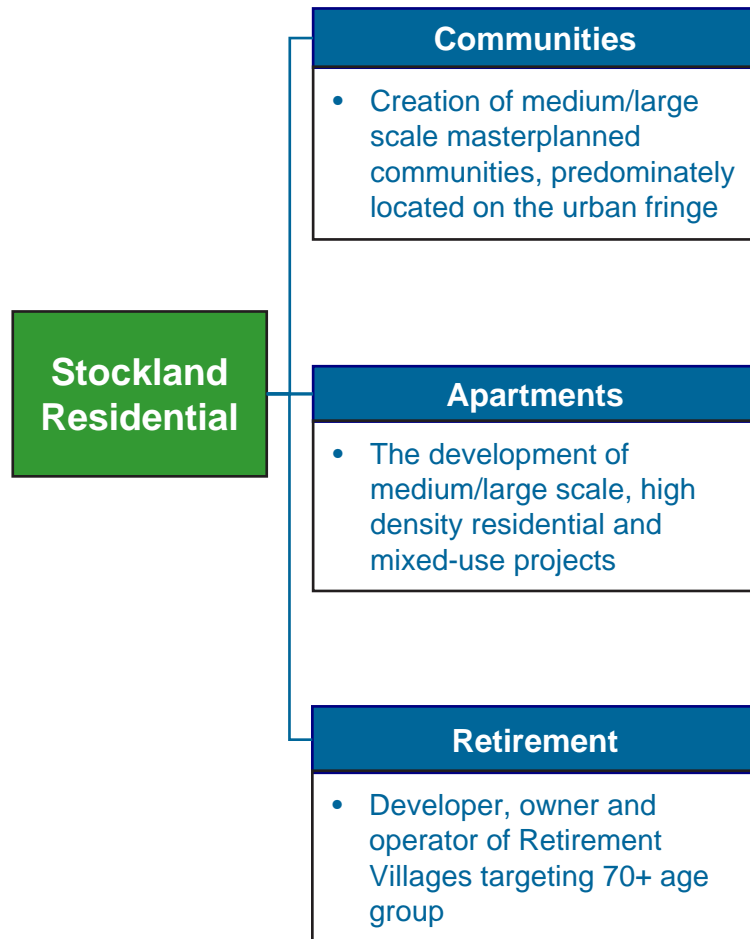 Communities
• Creation of medium/large
scale masterplanned
communities, predominately
located on the urban fringe
Stockland
Residential
Apartments
• The development of
medium/large scale, high
density residential and
mixed-use projects
Retirement
• Developer, owner and
operator of Retirement
Villages targeting 70+ age
group